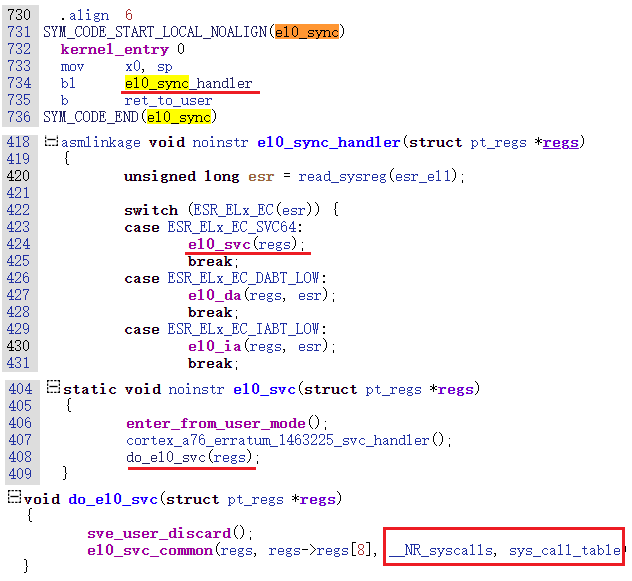 730 .align 6
731 SYM_CODE_START_LOCAL_NOALIGN(el0_sync)
732 kernel_entry 0
733 mov x0, sp
734 bl el0_sync_handler
735 b ret_to_user
736 SYM_CODE_END(el0_sync)
418 asmlinkage void noinstr el0_sync_handler(struct pt_regs *regs)
419 {
420 unsigned long esr = read_sysreg(esr_el1);
421
422 switch (ESR_ELx_EC(esr)) {
423 case ESR_ELx_EC_SVC64:
424 el0_svc(regs);
425 break;
426 case ESR_ELx_EC_DABT_LOW:
427 el0_da(regs, esr);
428 break;
429 case ESR_ELx_EC_IABT_LOW:
430 el0_ia(regs, esr);
431 break;
404 static void noinstr el0_svc(struct pt_regs *regs)
405 {
406 enter_from_user_mode();
407 cortex_a76_erratum_1463225_svc_handler();
408 do_el0_svc(regs);
409 }
void do_el0_svc(struct pt_regs *regs)
{
sve_user_discard();
el0_svc_common(regs, regs->regs[8], __NR_syscalls, sys_call_table
}